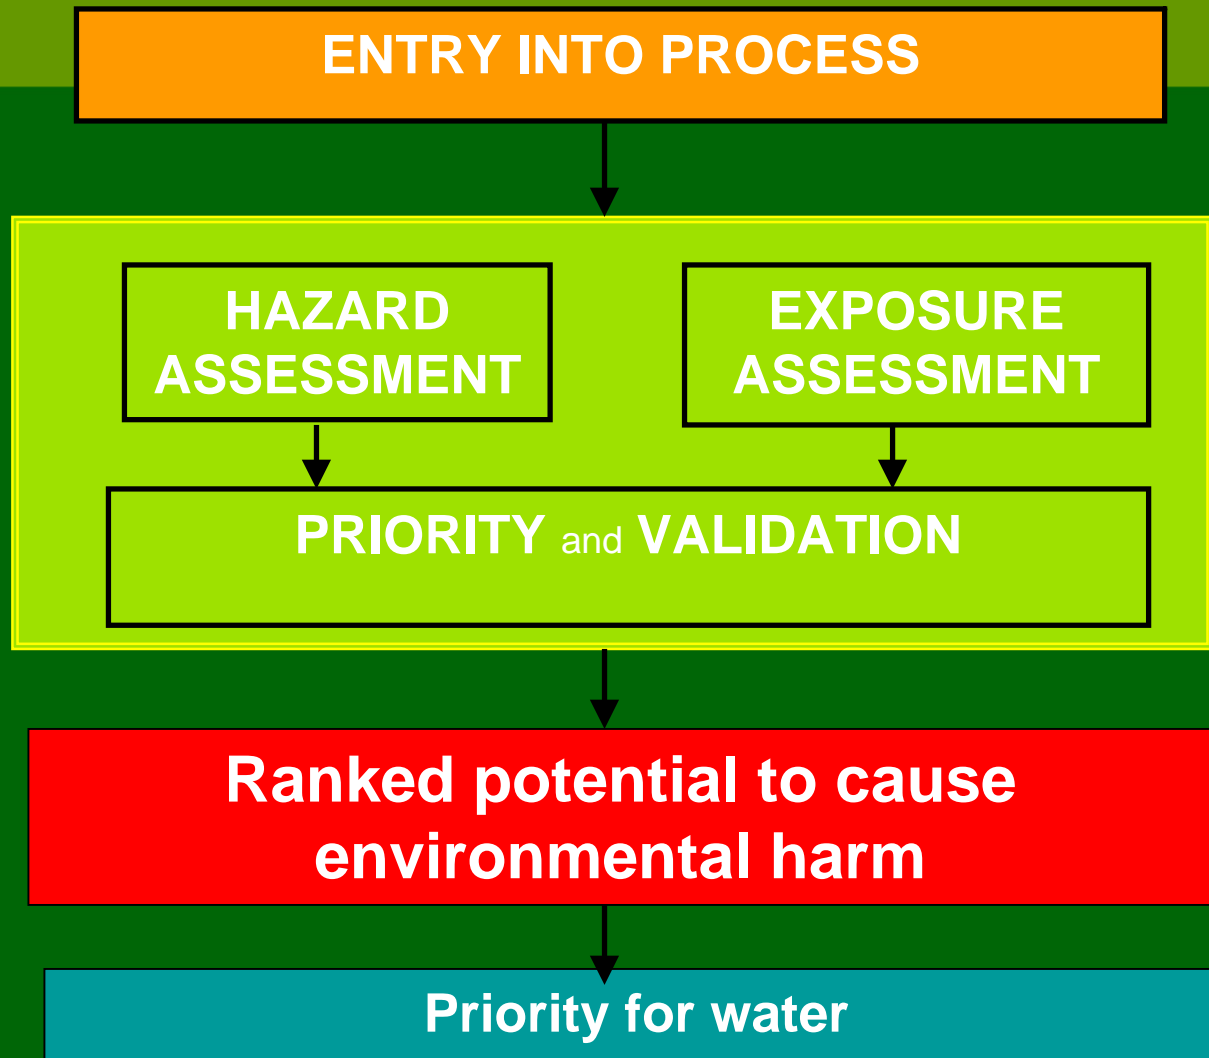 ENTRY INTO PROCESS
HAZARD
ASSESSMENT
EXPOSURE
ASSESSMENT
PRIORITY and VALIDATION
Ranked potential to cause
environmental harm
Priority for water